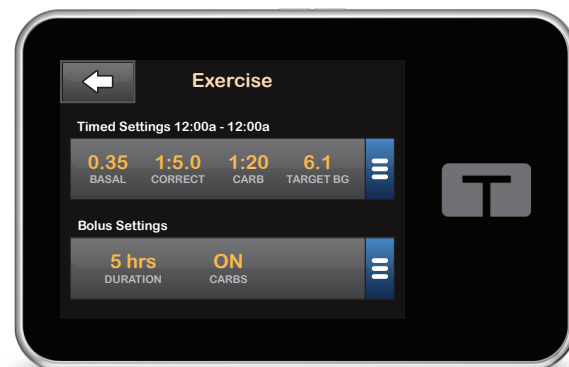 Exercise
Timed Settings 12:00a - 12:00a
0.35 1:5.0 1:20 6.1
BASAL CORRECT CARB TARGET BG
Bolus Settings
5 hrs ON
DURATION CARBS
T